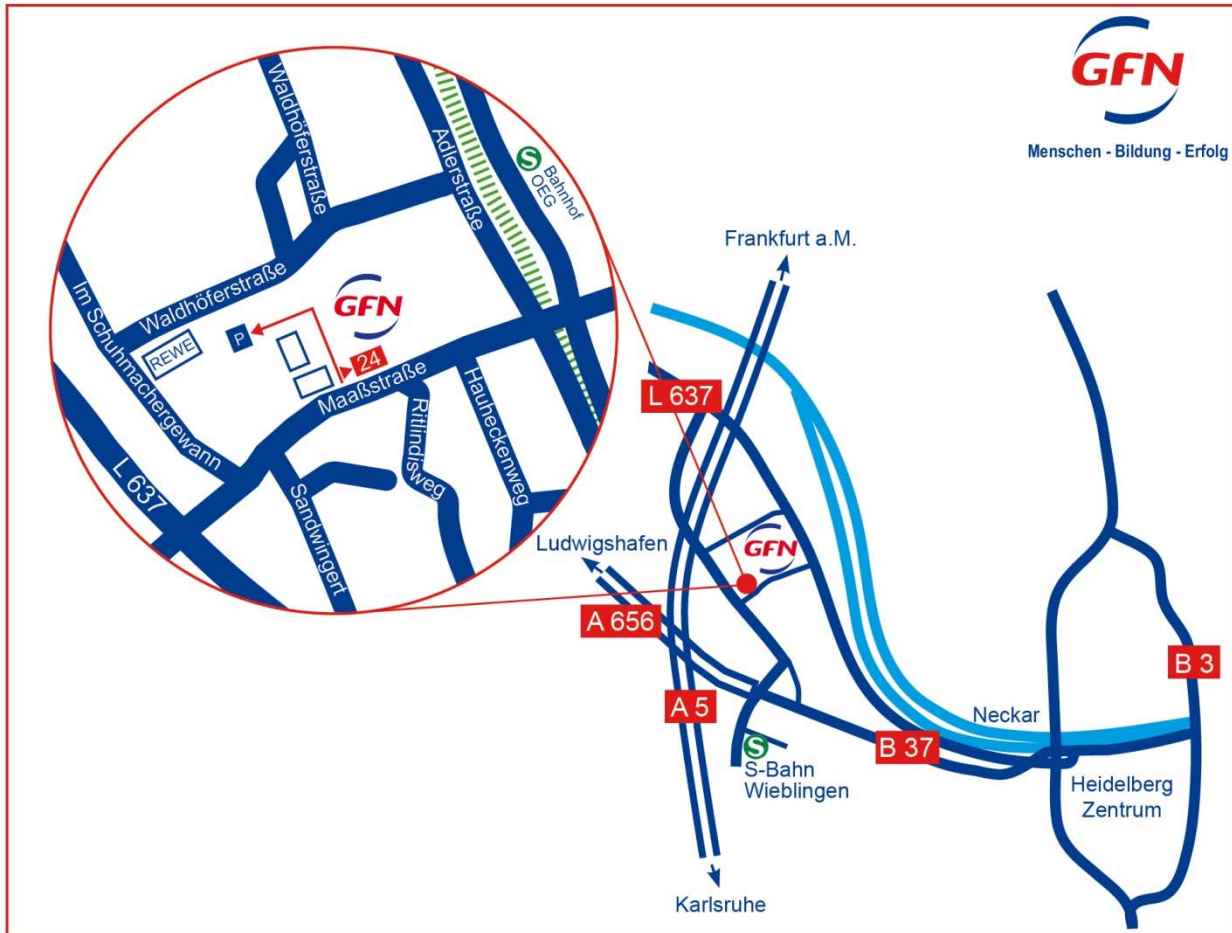 GFN
Menschen - Bildung - Erfolg
Waldhöferstraße
Adlerstraße
S
Bahnhof
OEG
Waldhöferstraße
Im Schuhmachergewann
GFN
P
REWE
24
Maaßstraße
Hauheckenweg
Ritlindisweg
Sandwingert
L 637
Frankfurt a.M.
L 637
GFN
Ludwigshafen
A 656
A 5
B 3
Neckar
B 37
S
S-Bahn
Wieblingen
Heidelberg
Zentrum
Karlsruhe